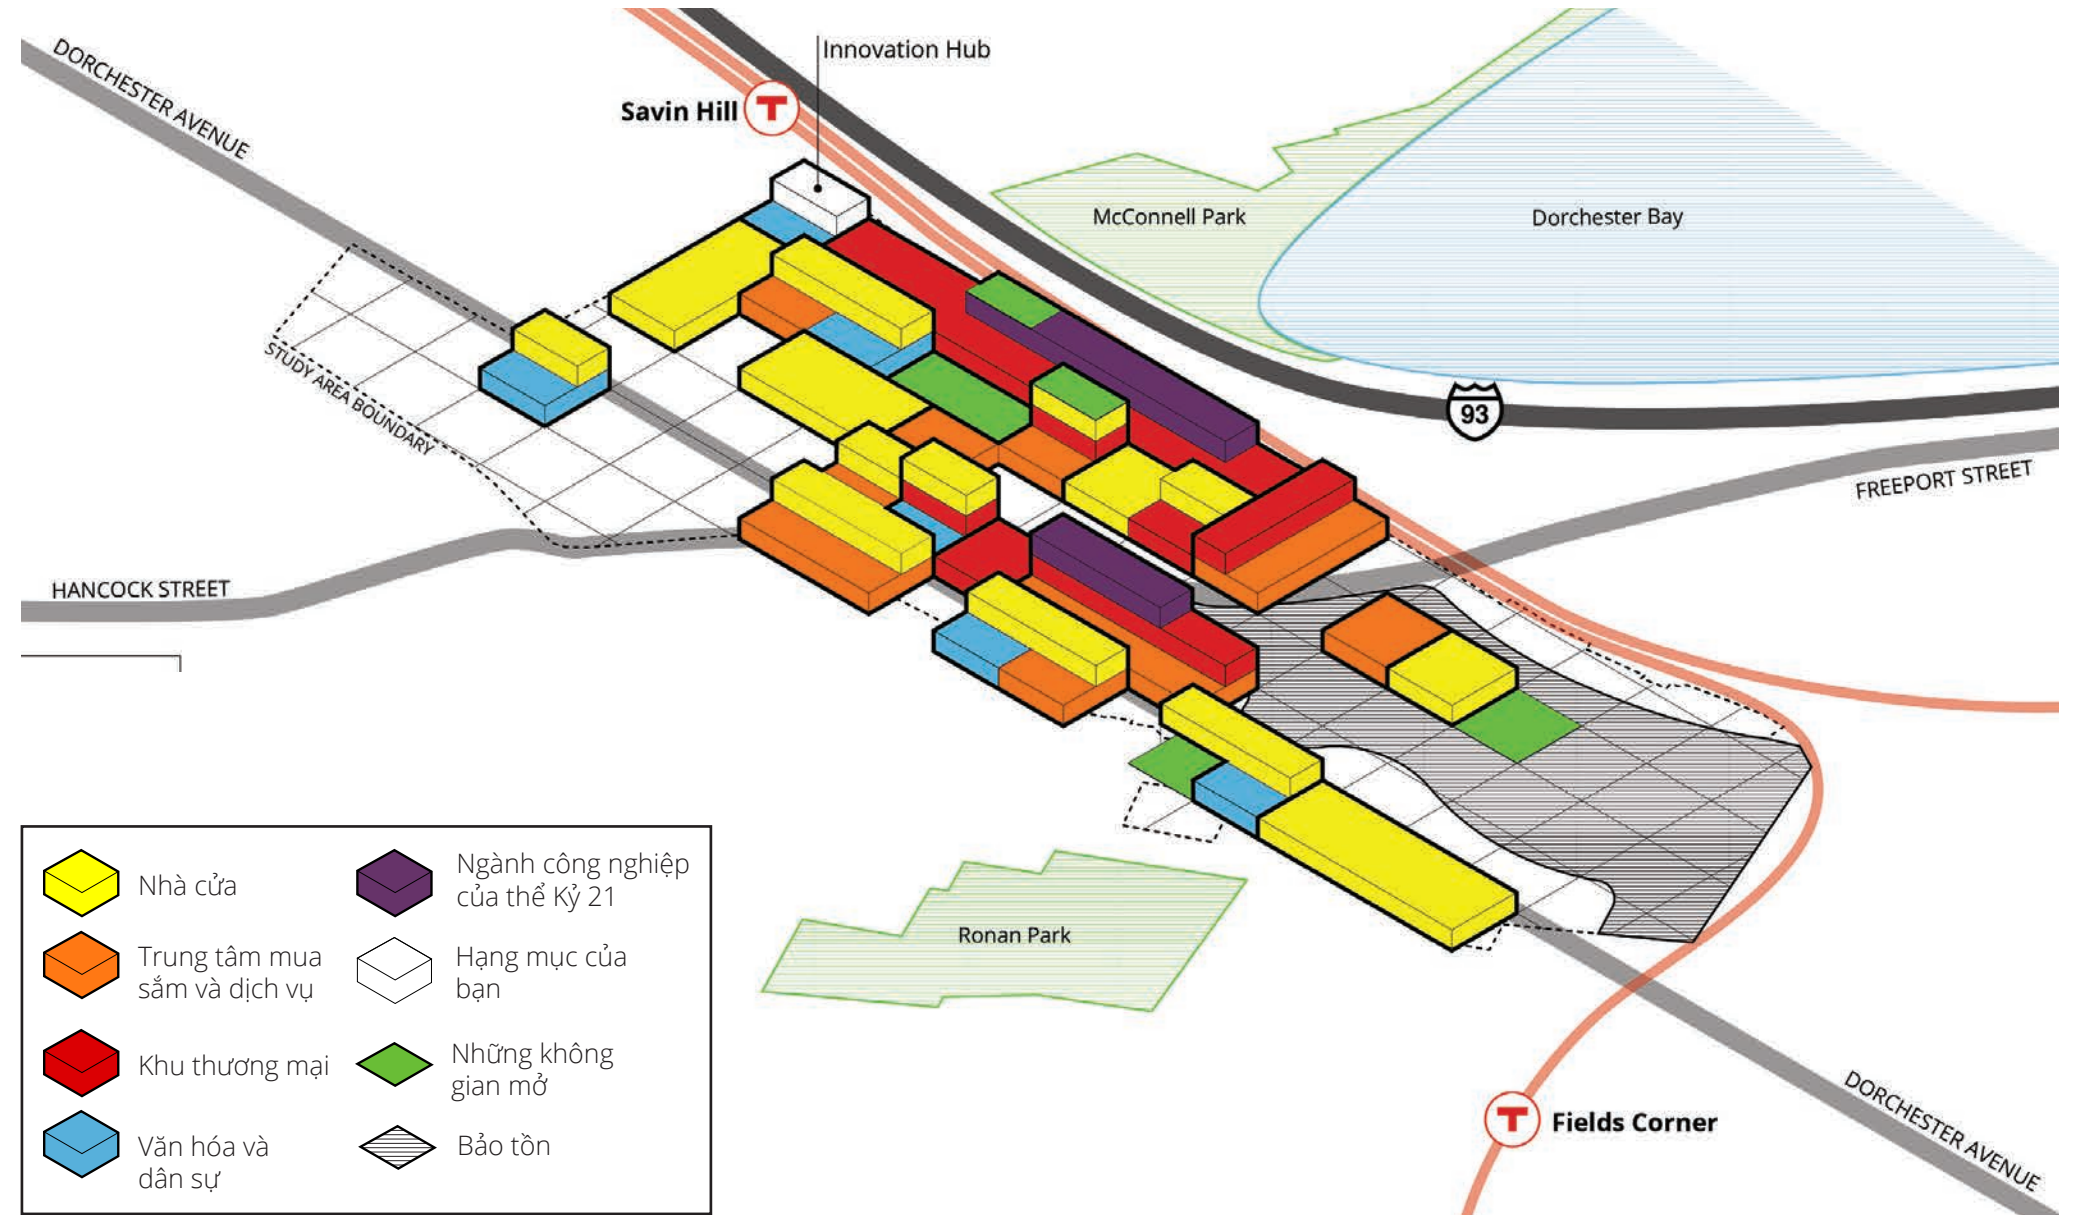 Innovation Hub
DORCHESTER AVENUE
Savin Hill
T
McConnell Park
Dorchester Bay
STUDY AREA BOUNDARY
93
FREEPORT STREET
HANCOCK STREET
Nhà cửa
Ngành công nghiệp
của thể Kỷ 21
Trung tâm mua
sắm và dịch vụ
Hạng mục của
bạn
Khu thương mại
Những không
gian mở
Văn hóa và
dân sự
Bảo tồn
Ronan Park
T
Fields Corner
DORCHESTER AVENUE